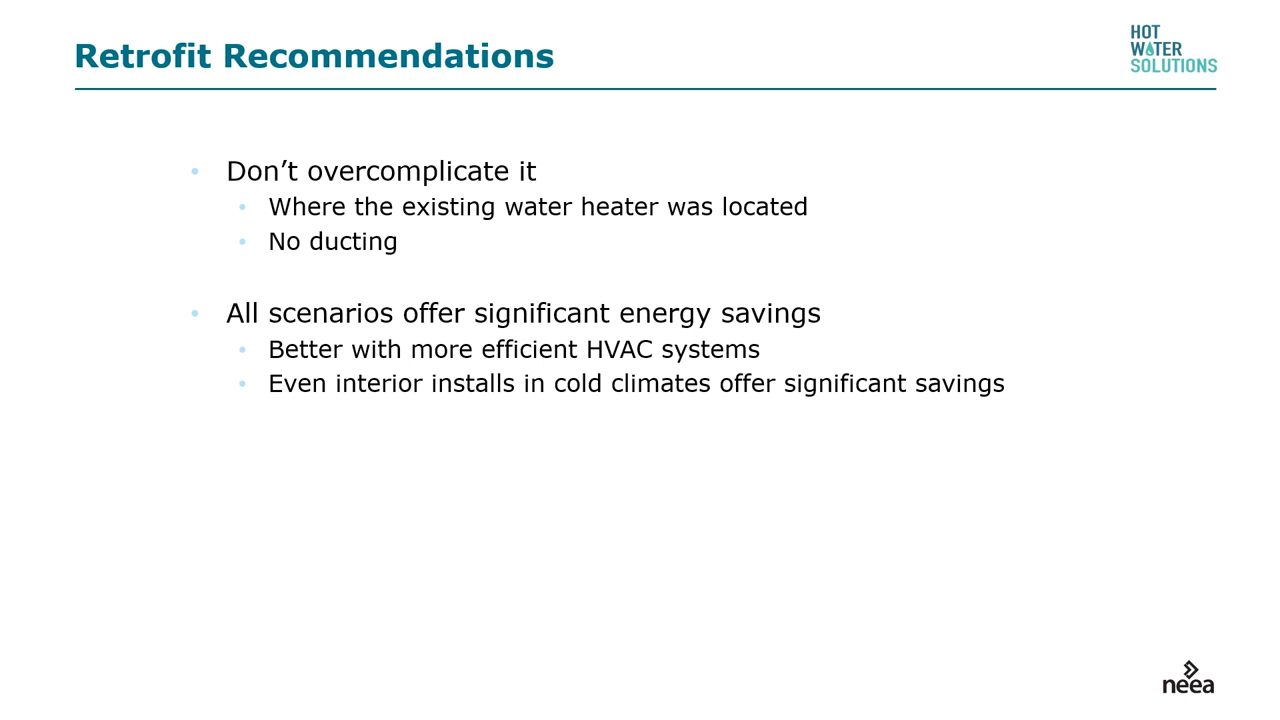 Retrofit Recommendations
HOT
WATER
SOLUTIONS
• Don’t overcomplicate it
• Where the existing water heater was located
• No ducting
• All scenarios offer significant energy savings
• Better with more efficient HVAC systems
• Even interior installs in cold climates offer significant savings
neea